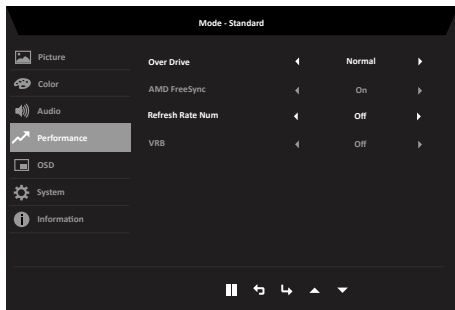 Mode - Standard
Picture
Color
Audio
Performance
OSD
System
Information
Over Drive Normal
AMD FreeSync On
Refresh Rate Num Off
VRB Off